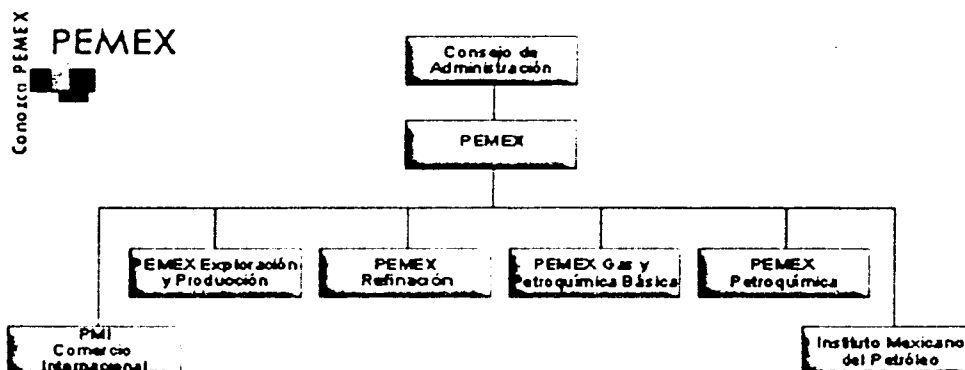 Conozca PEMEX
PEMEX
Consejo de
Administración
PEMEX
PEMEX Exploración
y Producción
PEMEX
Refinación
PEMEX Gas y
Petroquímica Básica
PEMEX
Petroquímica
PMI
Comercio
Internacional
Instituto Mexicano
del Petróleo